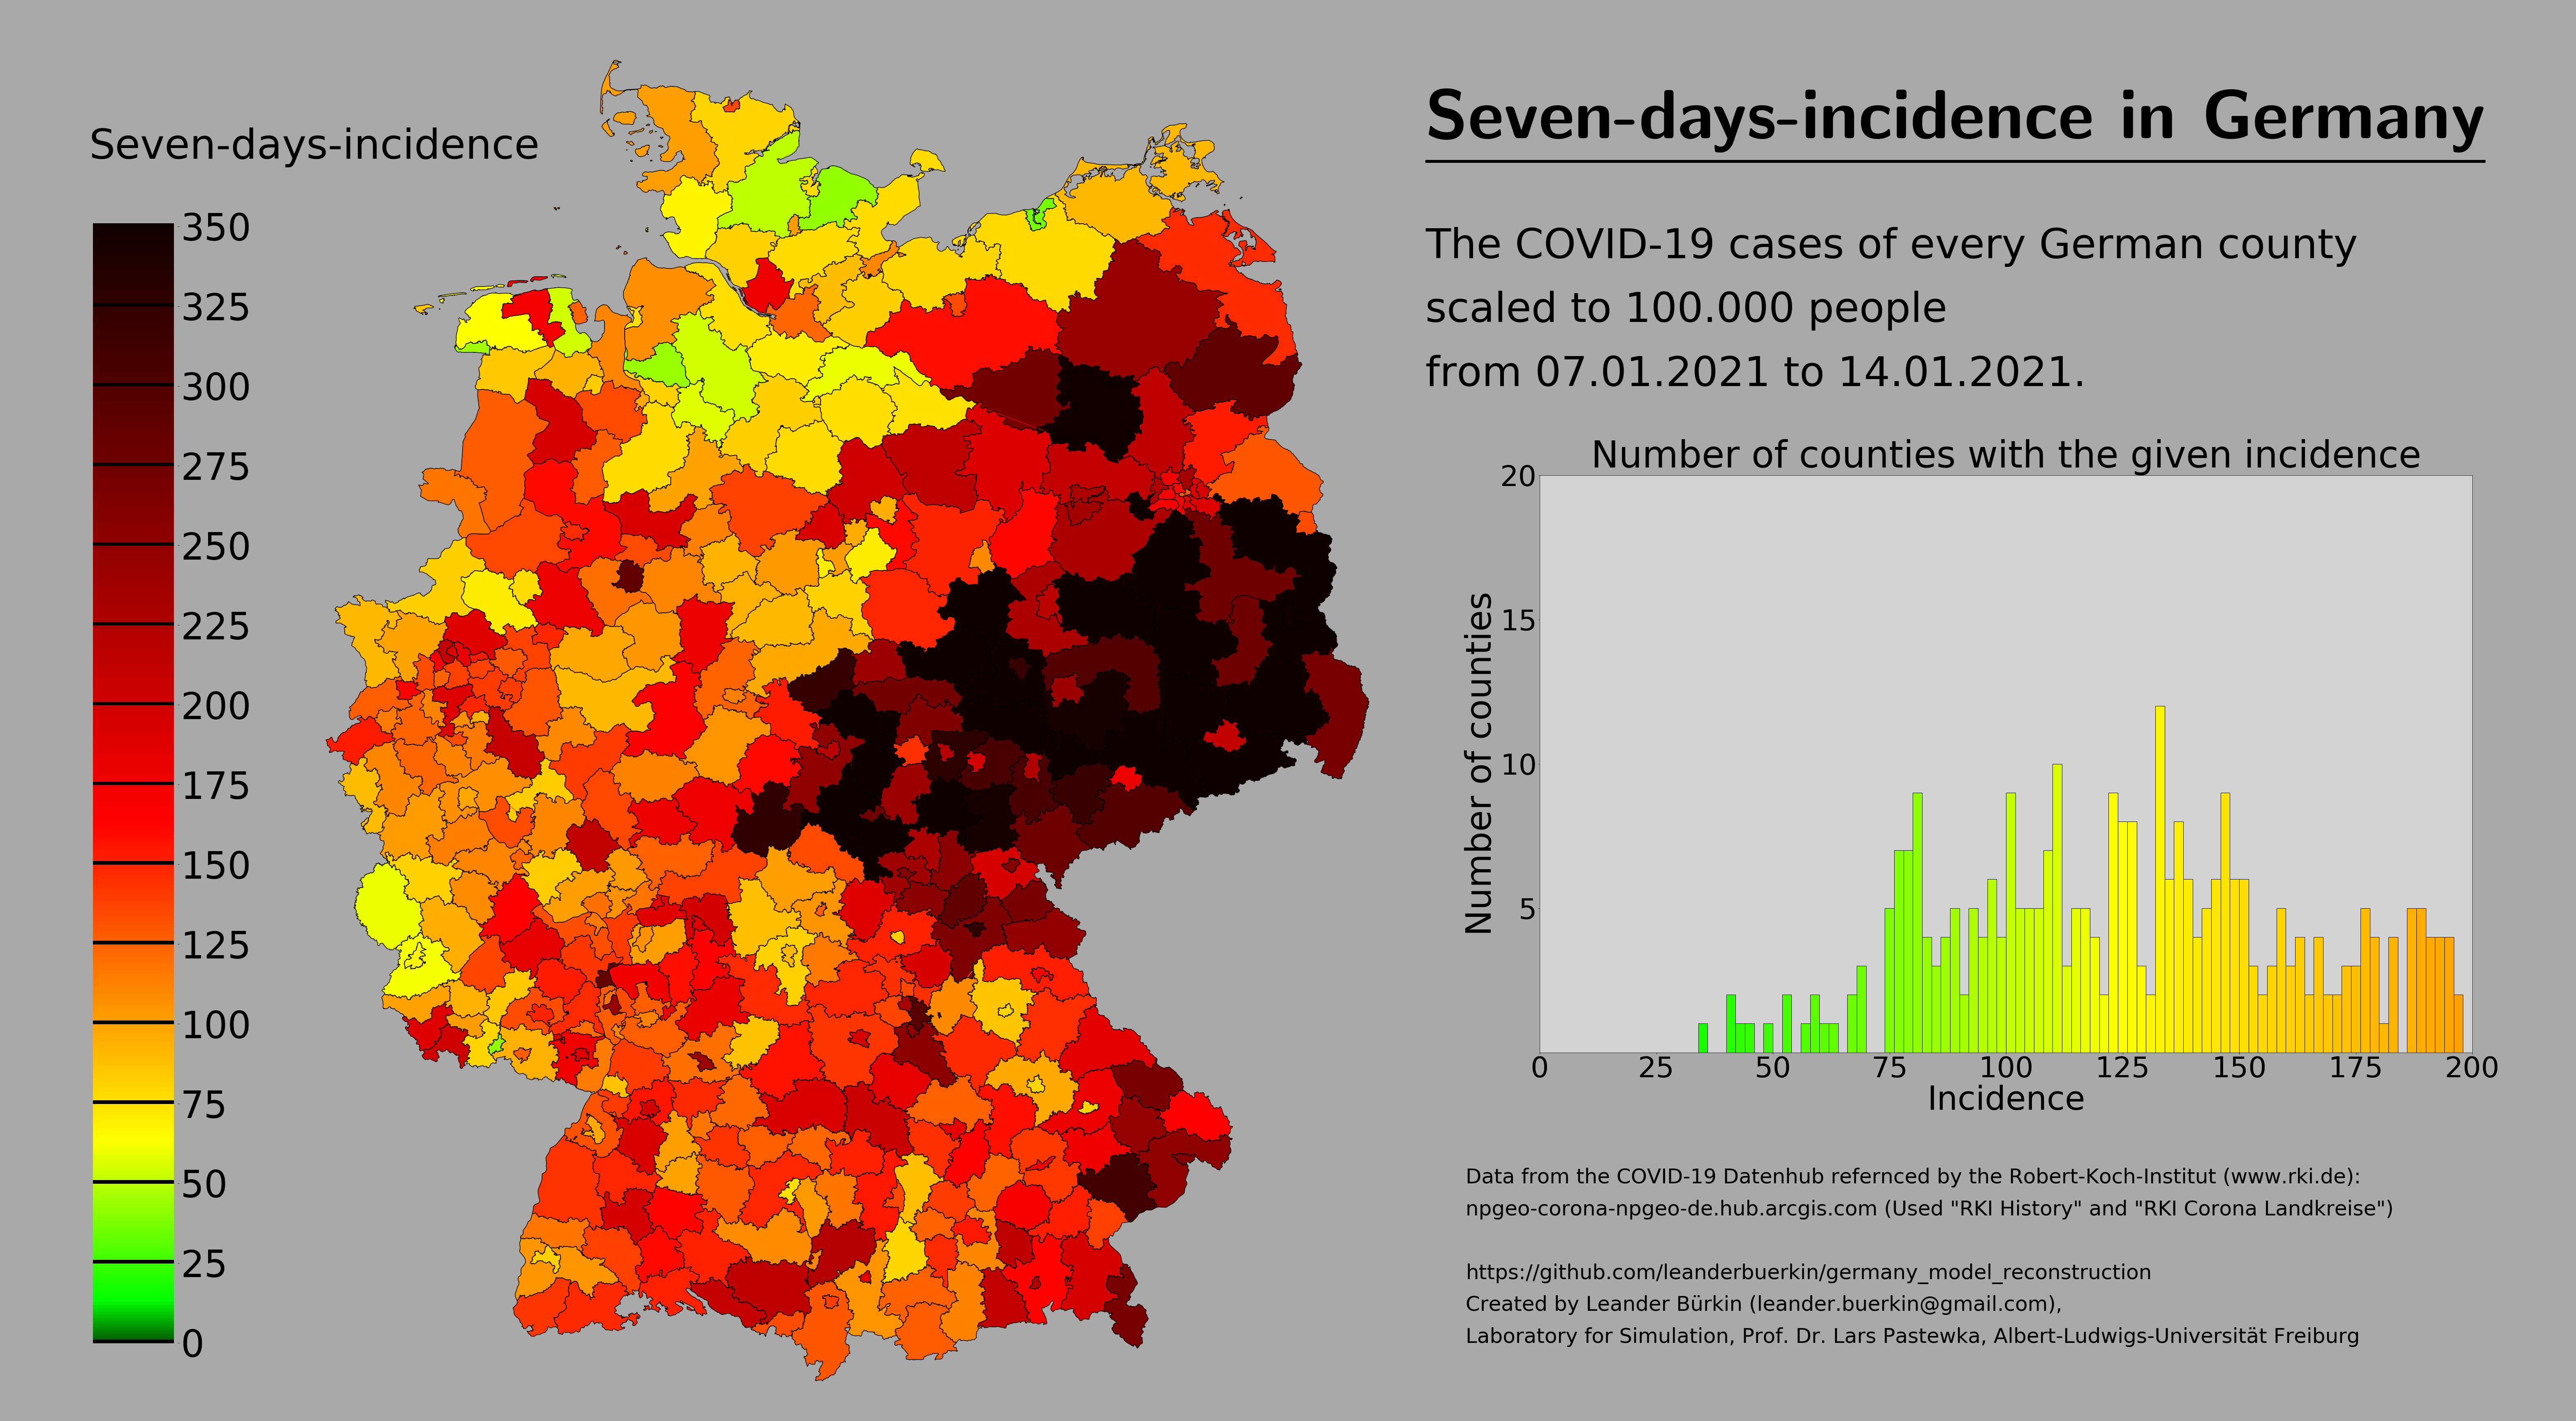 Seven-days-incidence in Germany
Seven-days-incidence
350
325
300
275
250
225
200
175
150
125
100
75
50
25
0
The COVID-19 cases of every German county
scaled to 100.000 people
from 07.01.2021 to 14.01.2021.
Number of counties with the given incidence
20
15
10
5
Number of counties
0 25 50 75 100 125 150 175 200
Incidence
Data from the COVID-19 Datenhub refernced by the Robert-Koch-Institut (www.rki.de):
npgeo-corona-npgeo-de.hub.arcgis.com (Used "RKI History" and "RKI Corona Landkreise")
https://github.com/leanderbuerkin/germany_model_reconstruction
Created by Leander Bürkin (leander.buerkin@gmail.com),
Laboratory for Simulation, Prof. Dr. Lars Pastewka, Albert-Ludwigs-Universität Freiburg